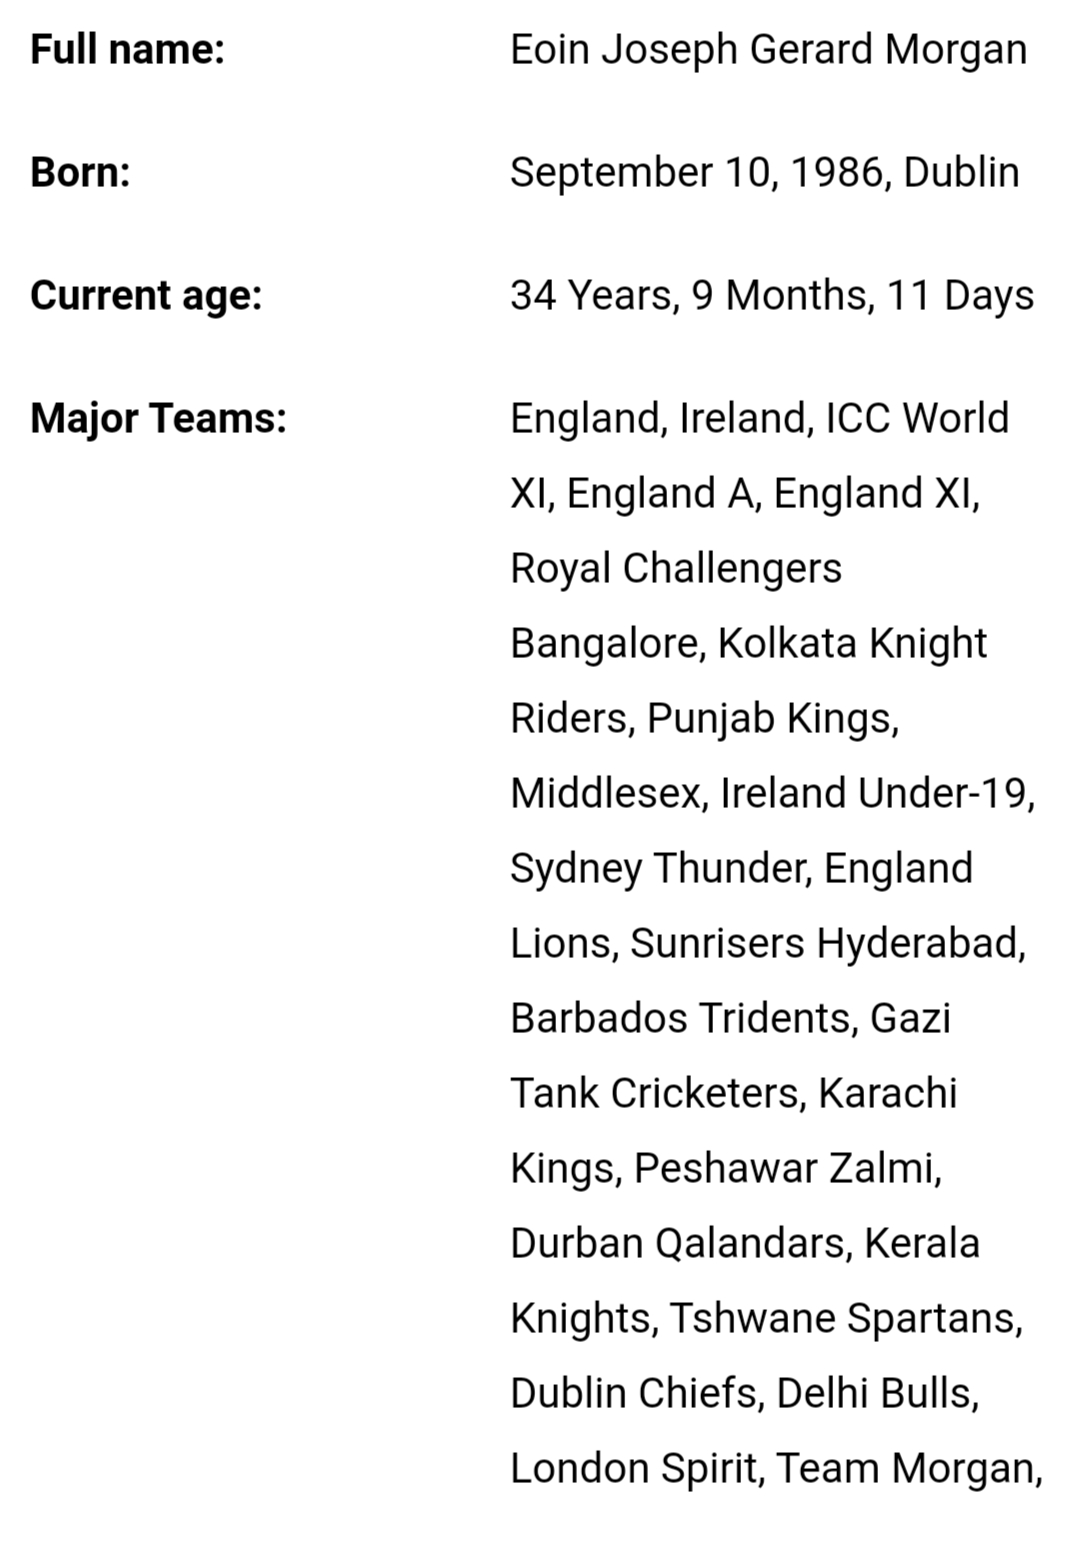 Full name: Eoin Joseph Gerard Morgan
Born: September 10, 1986, Dublin
Current age: 34 Years, 9 Months, 11 Days
Major Teams: England, Ireland, ICC World
XI, England A, England XI,
Royal Challengers
Bangalore, Kolkata Knight
Riders, Punjab Kings,
Middlesex, Ireland Under-19,
Sydney Thunder, England
Lions, Sunrisers Hyderabad,
Barbados Tridents, Gazi
Tank Cricketers, Karachi
Kings, Peshawar Zalmi,
Durban Qalandars, Kerala
Knights, Tshwane Spartans,
Dublin Chiefs, Delhi Bulls,
London Spirit, Team Morgan,